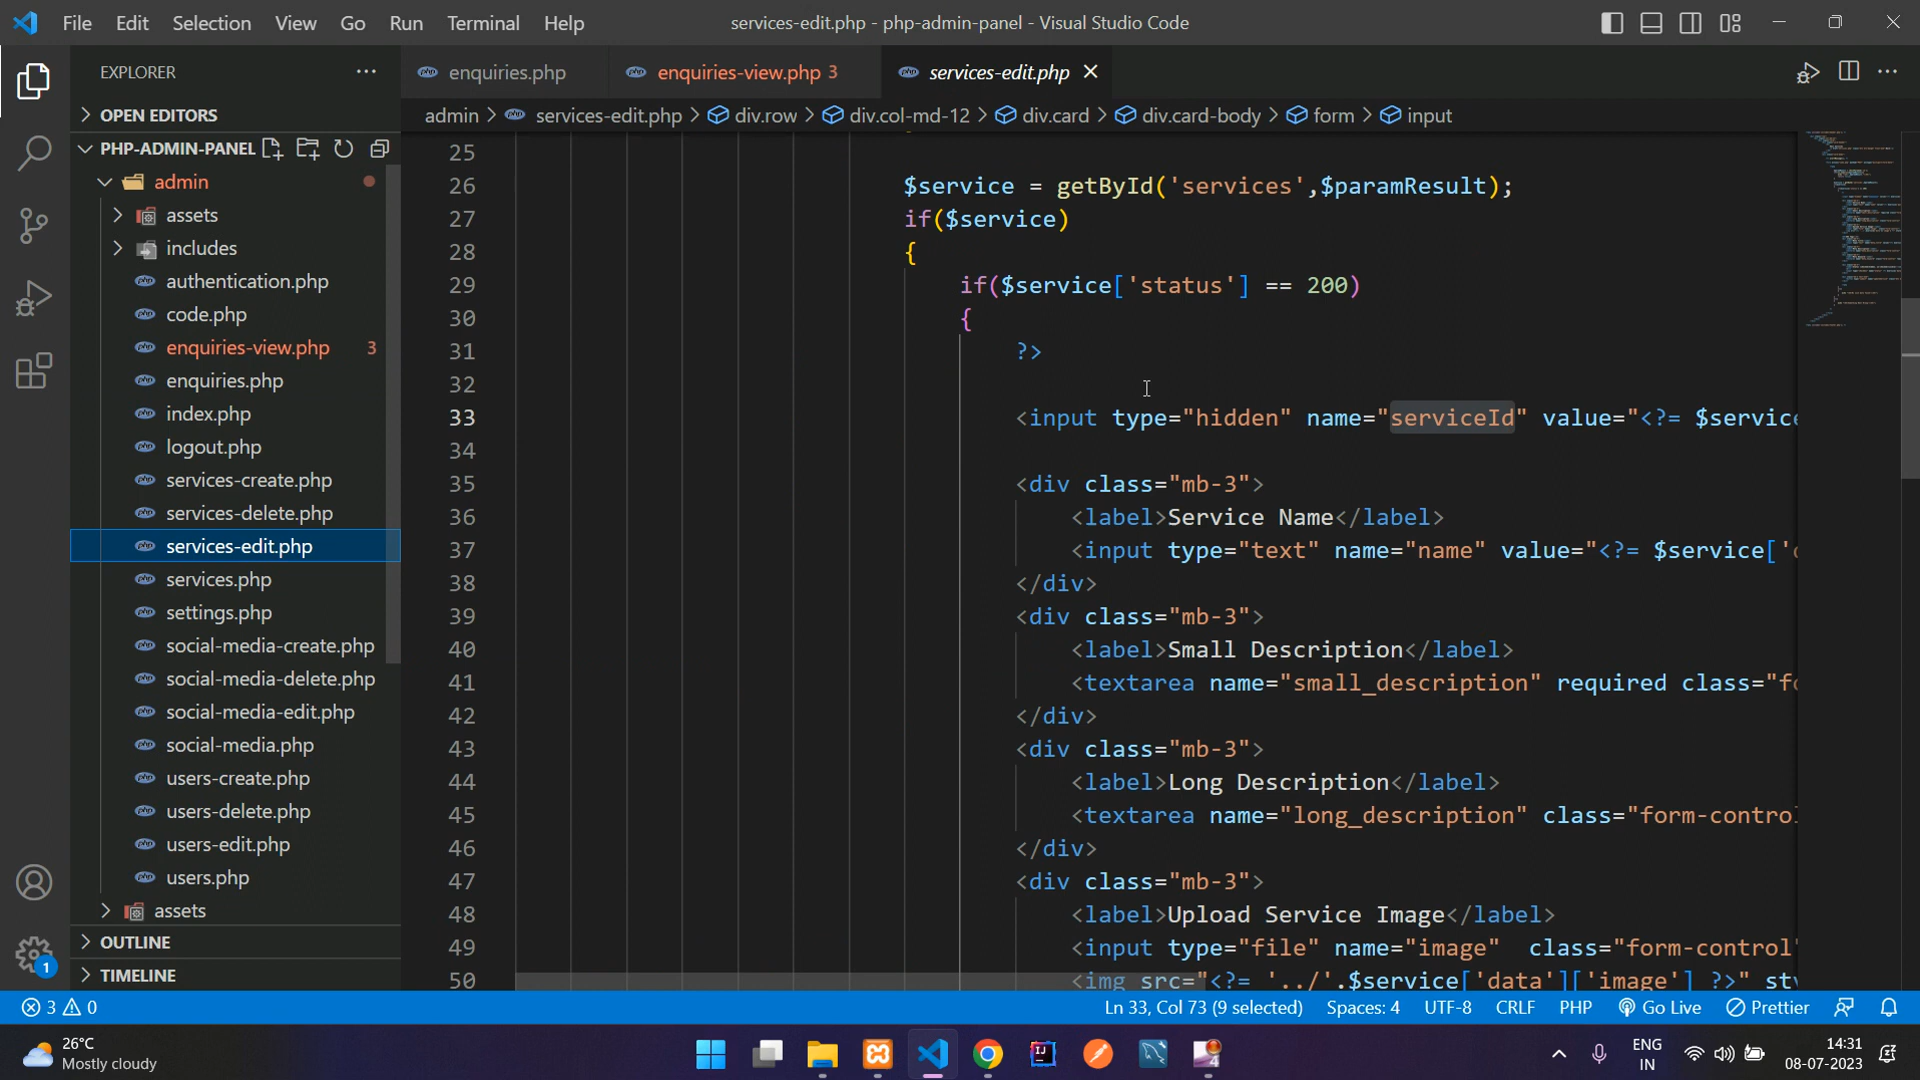 File Edit Selection View Go Run Terminal Help
services-edit.php - php-admin-panel - Visual Studio Code
EXPLORER
enquiries.php
enquiries-view.php 3
services-edit.php
OPEN EDITORS
admin > services-edit.php > div.row > div.col-md-12 > div.card > div.card-body > form > input
PHP-ADMIN-PANEL
admin
assets
includes
authentication.php
code.php
enquiries-view.php 3
enquiries.php
index.php
logout.php
services-create.php
services-delete.php
services-edit.php
services.php
settings.php
social-media-create.php
social-media-delete.php
social-media-edit.php
social-media.php
users-create.php
users-delete.php
users-edit.php
users.php
assets
OUTLINE
TIMELINE
1
25
26 $service = getById('services',$paramResult);
27 if($service)
28 {
29 if($service['status'] == 200)
30 {
31 ?>
32
33 <input type="hidden" name="serviceId" value="<?= $service
34
35 <div class="mb-3">
36 <label>Service Name</label>
37 <input type="text" name="name" value="<?= $service['
38 </div>
39 <div class="mb-3">
40 <label>Small Description</label>
41 <textarea name="small_description" required class="fo
42 </div>
43 <div class="mb-3">
44 <label>Long Description</label>
45 <textarea name="long_description" class="form-control
46 </div>
47 <div class="mb-3">
48 <label>Upload Service Image</label>
49 <input type="file" name="image"  class="form-control"
50 <img src="<?= '../'.$service['data']['image'] ?>" st
3 0
Ln 33, Col 73 (9 selected) Spaces: 4 UTF-8 CRLF PHP Go Live Prettier
26°C
Mostly cloudy
ENG
IN
14:31
08-07-2023